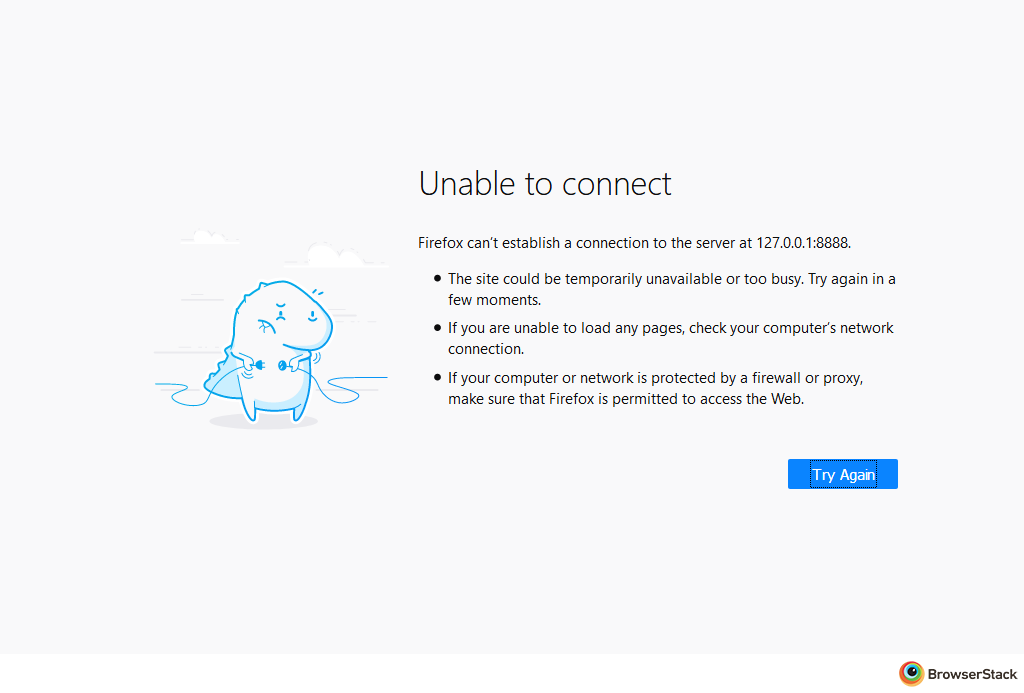 Unable to connect
Firefox can’t establish a connection to the server at 127.0.0.1:8888.
The site could be temporarily unavailable or too busy. Try again in a
few moments.
If you are unable to load any pages, check your computer’s network
connection.
If your computer or network is protected by a firewall or proxy,
make sure that Firefox is permitted to access the Web.
Try Again
BrowserStack